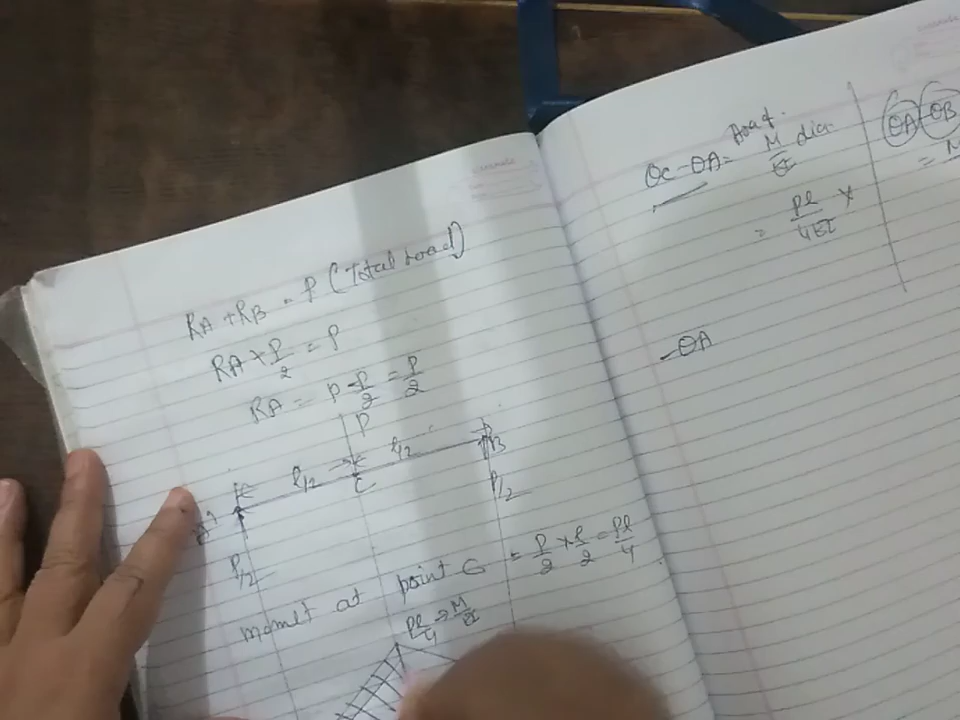 RA + RB = P (Total Load)
RA + P/2 = P
RA = P - P/2 = P/2
P
l/2 l/2
A C B
P/2 P/2
moment at point C = P/2 × l/2 = Pl/4
Pl/4 → M/EI
θC - θA = M/EI dia
= Pl/4EI ×
-θA
θA θB
= M